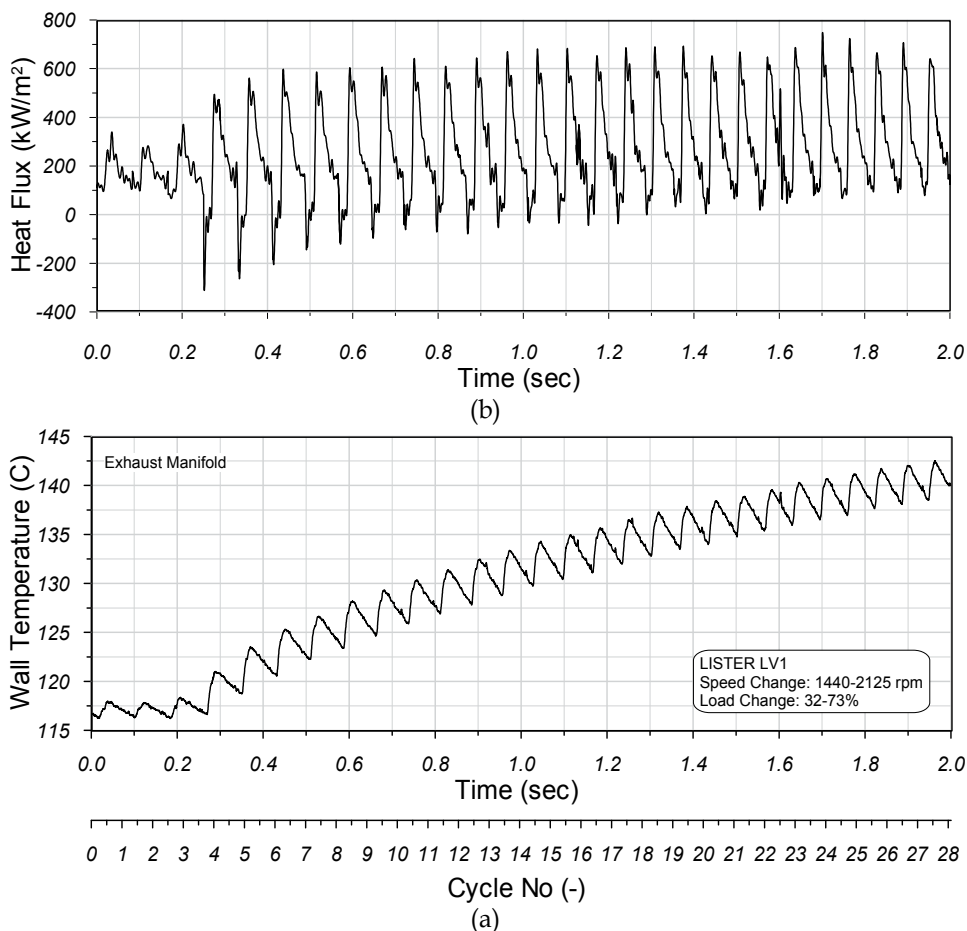 800
600
400
200
0
-200
-400
Heat Flux (kW/m²)
0.0 0.2 0.4 0.6 0.8 1.0 1.2 1.4 1.6 1.8 2.0
Time (sec)
(b)
145
140
135
130
125
120
115
Wall Temperature (C)
Exhaust Manifold
LISTER LV1
Speed Change: 1440-2125 rpm
Load Change: 32-73%
0.0 0.2 0.4 0.6 0.8 1.0 1.2 1.4 1.6 1.8 2.0
Time (sec)
0 1 2 3 4 5 6 7 8 9 10 11 12 13 14 15 16 17 18 19 20 21 22 23 24 25 26 27 28
Cycle No (-)
(a)